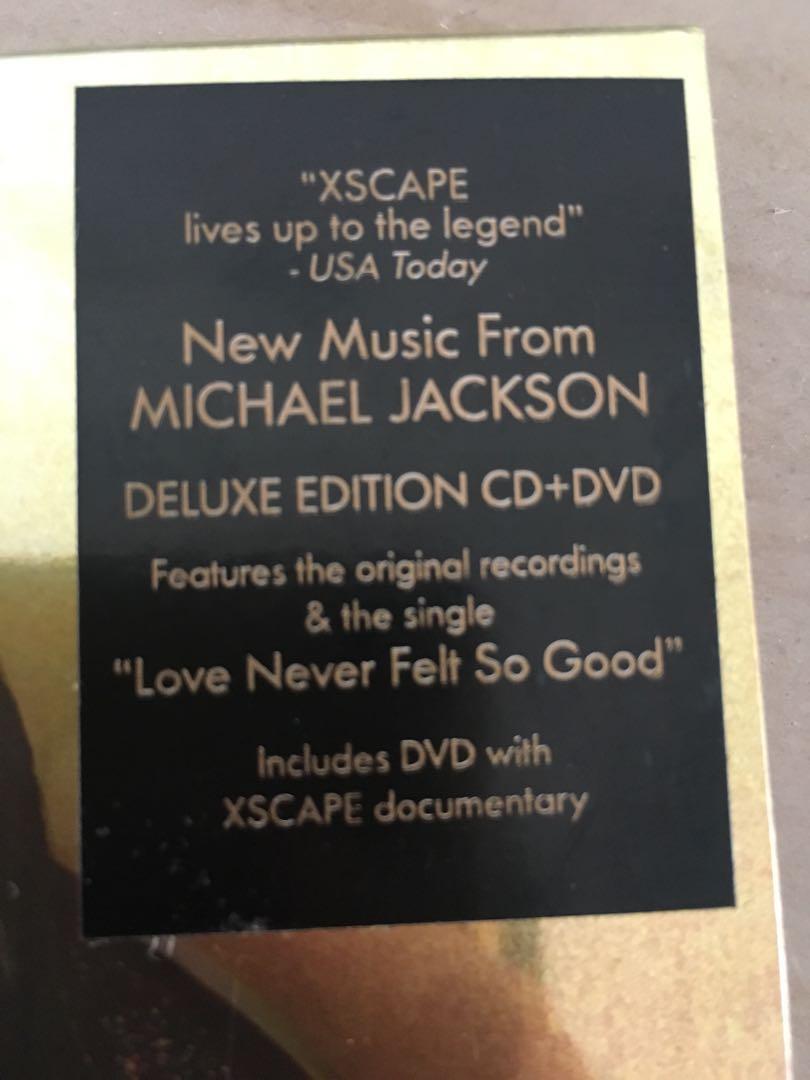 "XSCAPE
lives up to the legend"
- USA Today
New Music From
MICHAEL JACKSON
DELUXE EDITION CD+DVD
Features the original recordings
& the single
"Love Never Felt So Good"
Includes DVD with
XSCAPE documentary